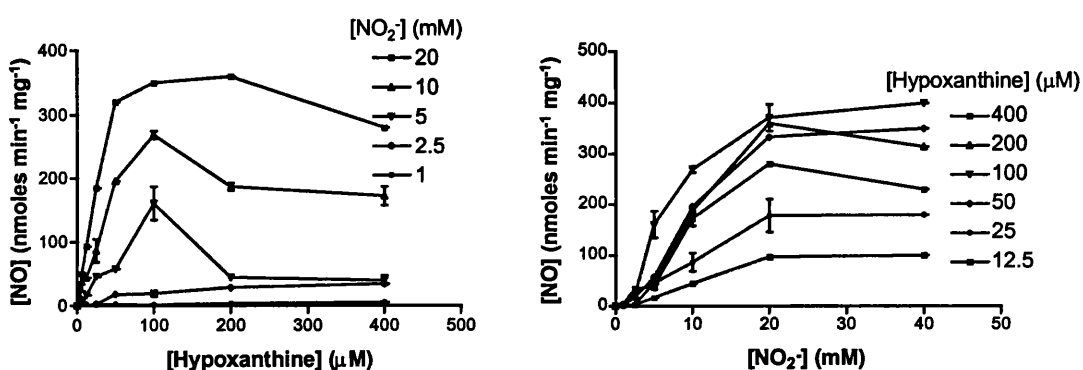 [NO₂⁻] (mM)
20
10
5
2.5
1
[NO] (nmoles min⁻¹ mg⁻¹)
400
300
200
100
0
0 100 200 300 400 500
[Hypoxanthine] (μM)
[Hypoxanthine] (μM)
400
200
100
50
25
12.5
[NO] (nmoles min⁻¹ mg⁻¹)
500
400
300
200
100
0
0 10 20 30 40 50
[NO₂⁻] (mM)